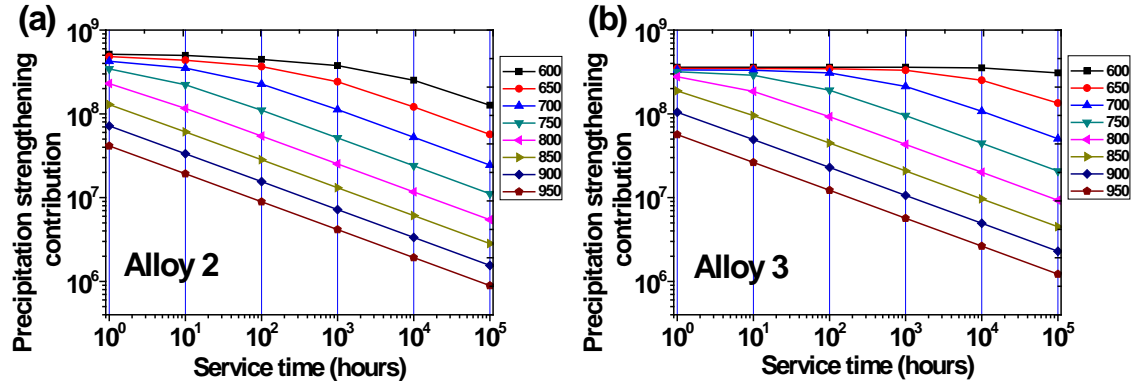 (a)
Precipitation strengthening
contribution
10⁹
10⁸
10⁷
10⁶
Alloy 2
10⁰ 10¹ 10² 10³ 10⁴ 10⁵
Service time (hours)
600
650
700
750
800
850
900
950
(b)
Precipitation strengthening
contribution
10⁹
10⁸
10⁷
10⁶
Alloy 3
10⁰ 10¹ 10² 10³ 10⁴ 10⁵
Service time (hours)
600
650
700
750
800
850
900
950